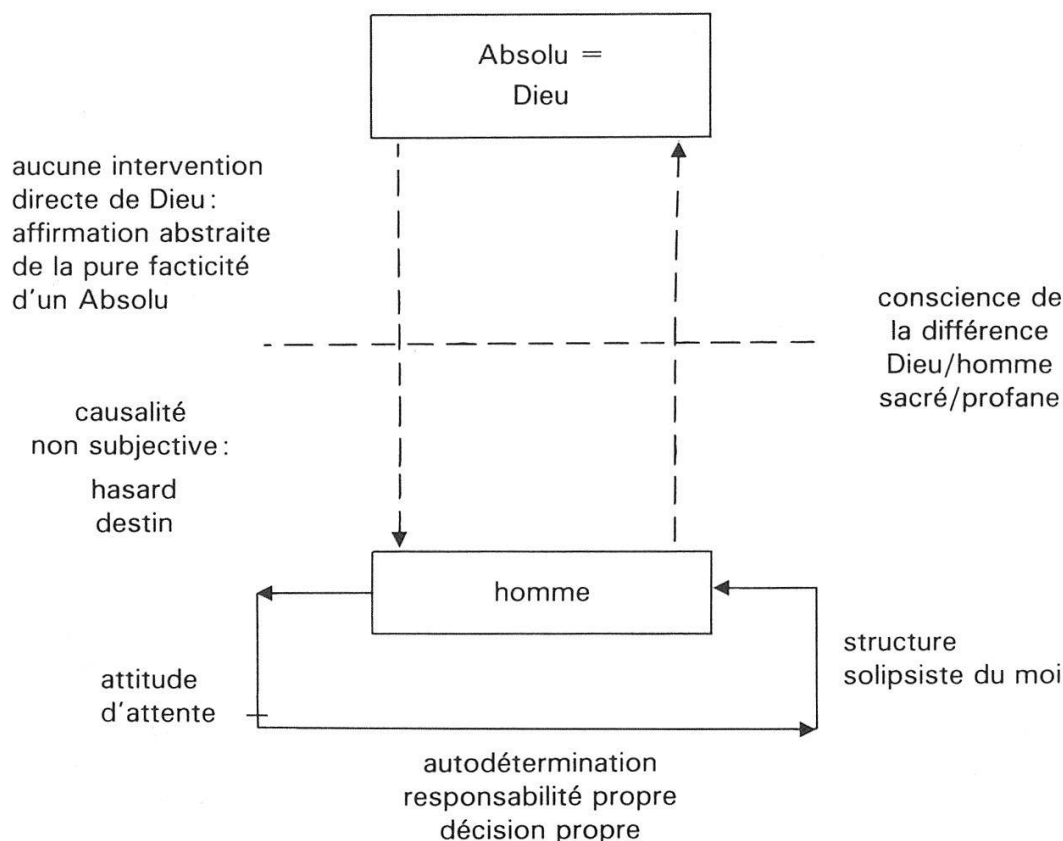 Absolu =
Dieu
aucune intervention
directe de Dieu :
affirmation abstraite
de la pure facticité
d'un Absolu
conscience de
la différence
Dieu/homme
sacré/profane
causalité
non subjective :
hasard
destin
homme
structure
solipsiste du moi
attitude
d'attente
autodétermination
responsabilité propre
décision propre